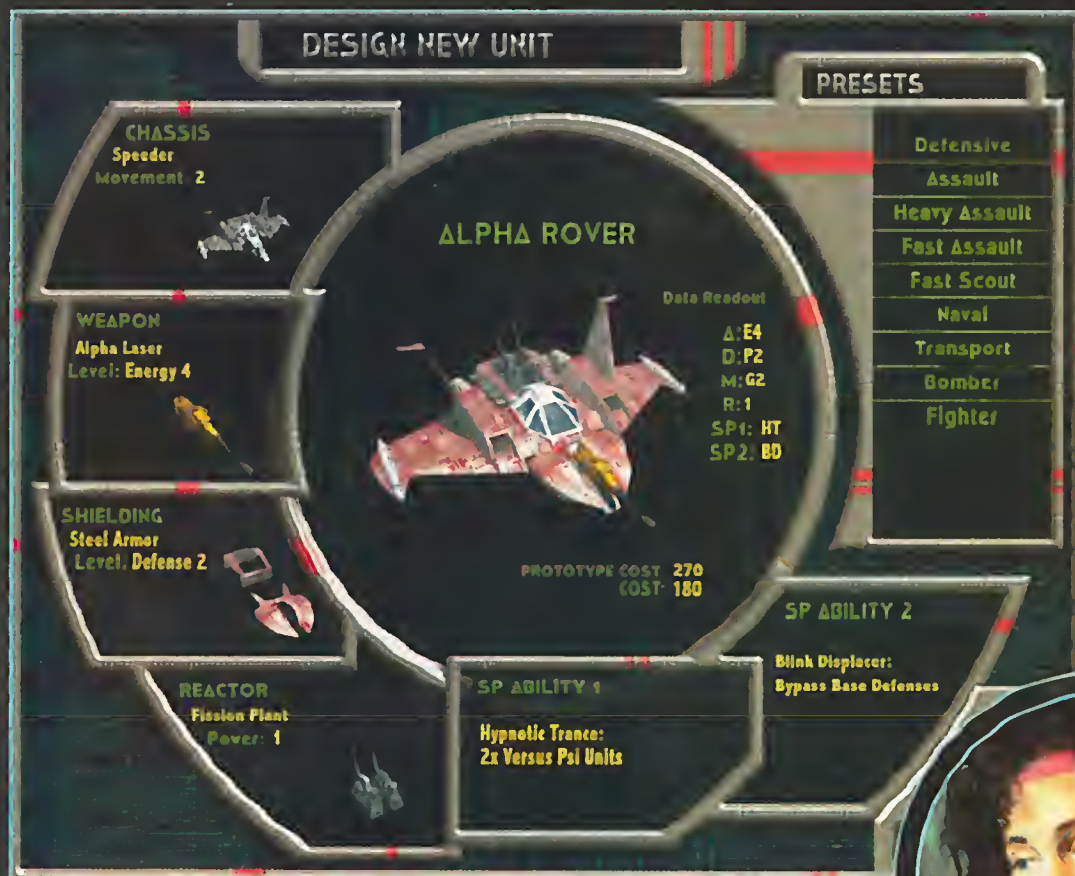 DESIGN NEW UNIT
PRESETS
Defensive
Assault
Heavy Assault
Fast Assault
Fast Scout
Naval
Transport
Bomber
Fighter
CHASSIS
Speeder
Movement: 2
WEAPON
Alpha Laser
Level: Energy 4
SHIELDING
Steel Armor
Level: Defense 2
REACTOR
Fission Plant
Power: 1
ALPHA ROVER
Data Readout
A: E4
D: P2
M: G2
R: 1
SP1: HT
SP2: BD
PROTOTYPE COST 270
COST: 180
SP ABILITY 1
Hypnotic Trance:
2x Versus Psi Units
SP ABILITY 2
Blink Displacer:
Bypass Base Defenses